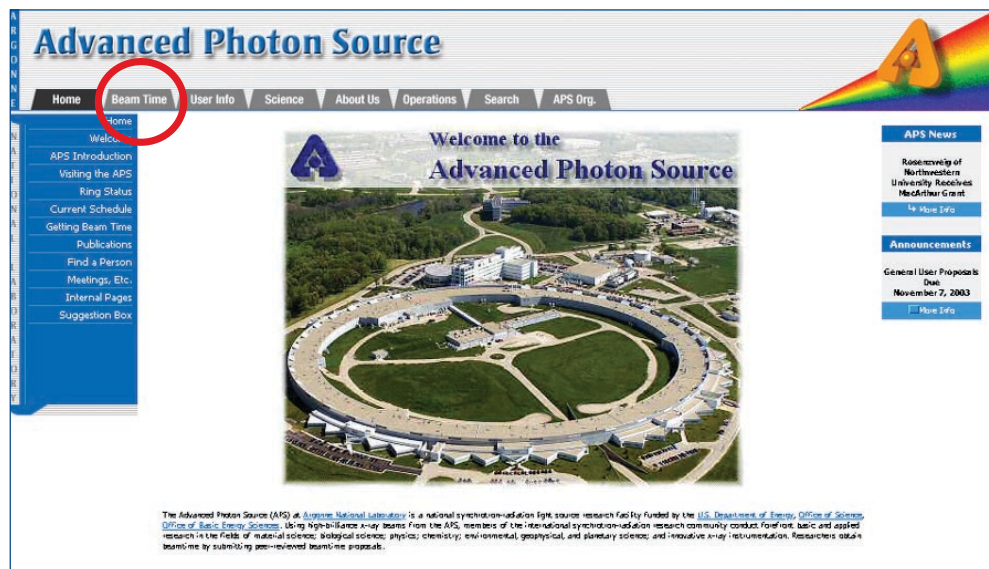 Advanced Photon Source
ARGONNE
Home Beam Time User Info Science About Us Operations Search APS Org.
NATIONAL LABORATORY
Home
Welcome
APS Introduction
Visiting the APS
Ring Status
Current Schedule
Getting Beam Time
Publications
Find a Person
Meetings, Etc.
Internal Pages
Suggestion Box
Welcome to the
Advanced Photon Source
APS News
Rosenzweig of
Northwestern
University Receives
MacArthur Grant
More Info
Announcements
General User Proposals
Due
November 7, 2003
More Info
The Advanced Photon Source (APS) at Argonne National Laboratory is a national synchrotron-radiation light source research facility funded by the U.S. Department of Energy, Office of Science,
Office of Basic Energy Sciences. Using high-brilliance x-ray beams from the APS, members of the international synchrotron-radiation research community conduct forefront basic and applied
research in the fields of material science; biological science; physics; chemistry; environmental, geophysical, and planetary science; and innovative x-ray instrumentation. Researchers obtain
beamtime by submitting peer-reviewed beamtime proposals.